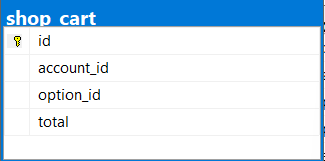 shop_cart
id
account_id
option_id
total